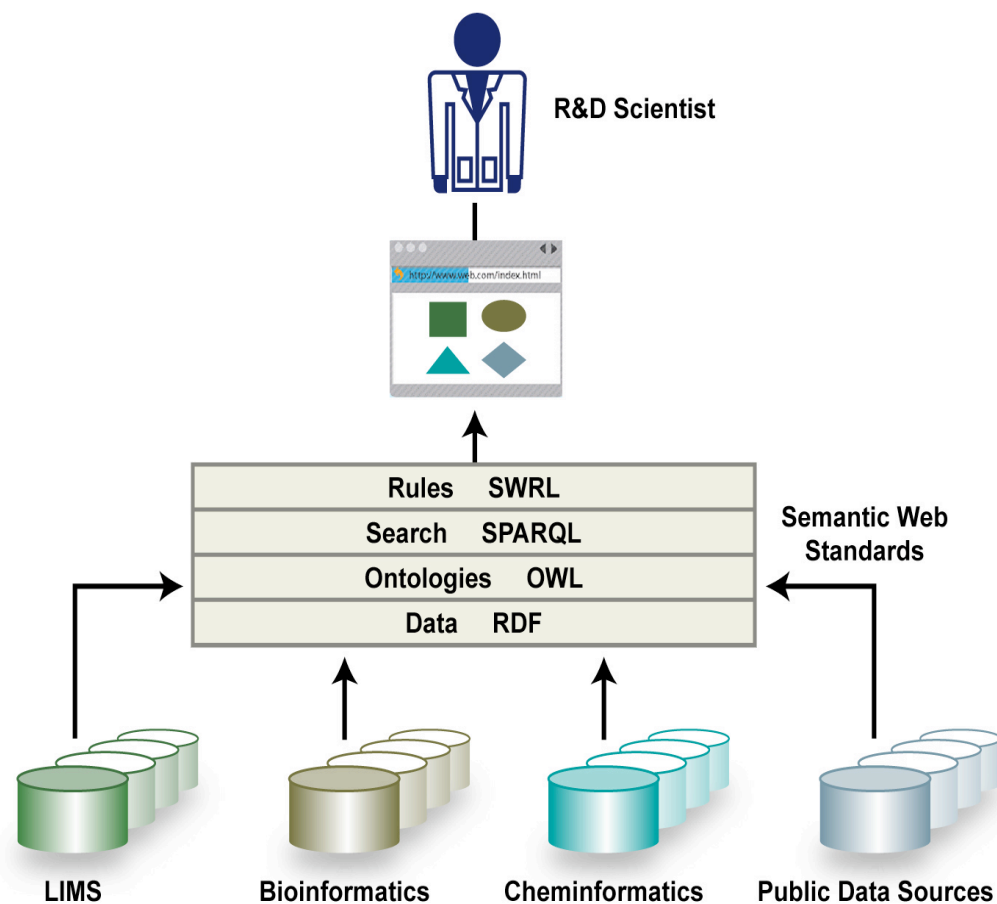 R&D Scientist
http://www.web.com/index.html
Rules SWRL
Search SPARQL
Ontologies OWL
Data RDF
Semantic Web
Standards
LIMS
Bioinformatics
Cheminformatics
Public Data Sources